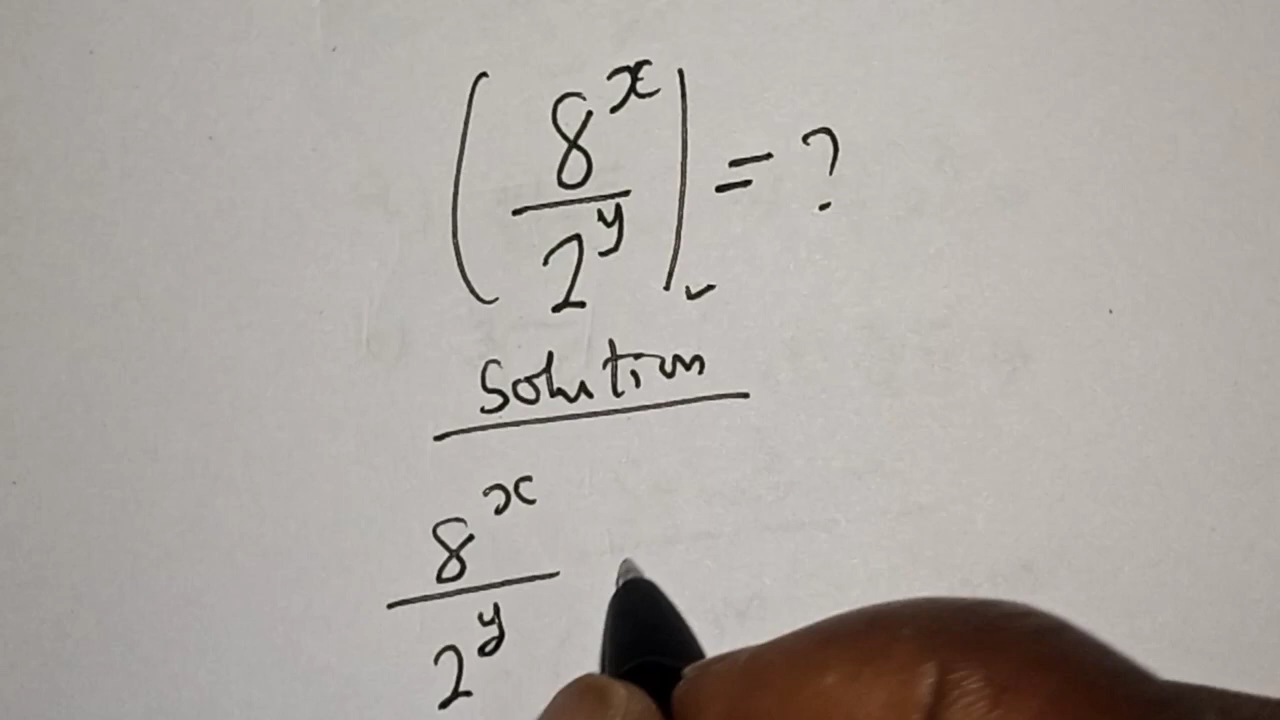 (8^x / 2^y) = ?
Solution
8^x / 2^y